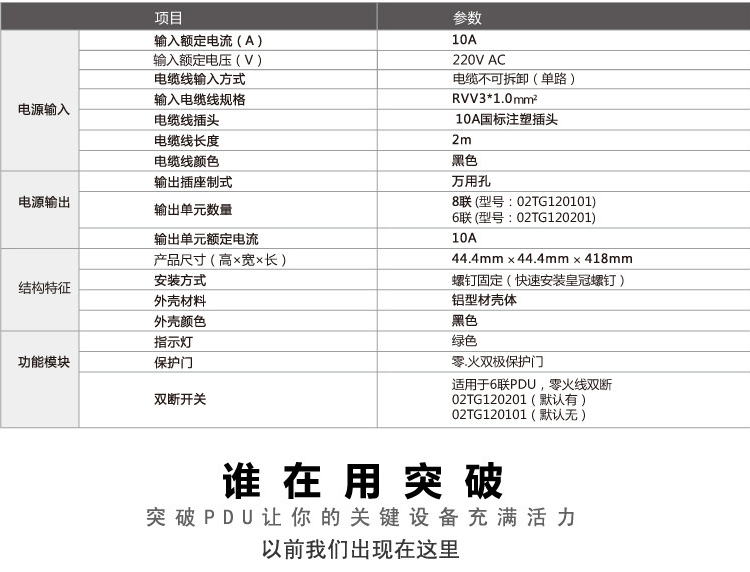 项目 参数
电源输入
输入额定电流（A） 10A
输入额定电压（V） 220V AC
电缆线输入方式 电缆不可拆卸（单路）
输入电缆线规格 RVV3*1.0mm²
电缆线插头 10A国标注塑插头
电缆线长度 2m
电缆线颜色 黑色
电源输出
输出插座制式 万用孔
输出单元数量 8联 (型号：02TG120101)
6联 (型号：02TG120201)
输出单元额定电流 10A
结构特征
产品尺寸（高×宽×长） 44.4mm × 44.4mm × 418mm
安装方式 螺钉固定（快速安装皇冠螺钉）
外壳材料 铝型材壳体
外壳颜色 黑色
功能模块
指示灯 绿色
保护门 零.火双极保护门
双断开关 适用于6联PDU，零火线双断
02TG120201（默认有）
02TG120101（默认无）
谁在用突破
突破PDU让你的关键设备充满活力
以前我们出现在这里